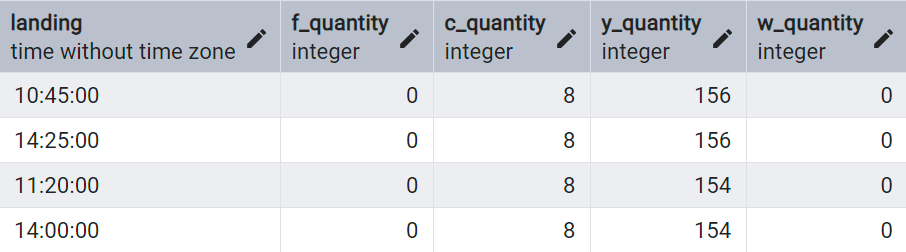 landing f_quantity c_quantity y_quantity w_quantity
time without time zone integer integer integer integer
10:45:00 0 8 156 0
14:25:00 0 8 156 0
11:20:00 0 8 154 0
14:00:00 0 8 154 0